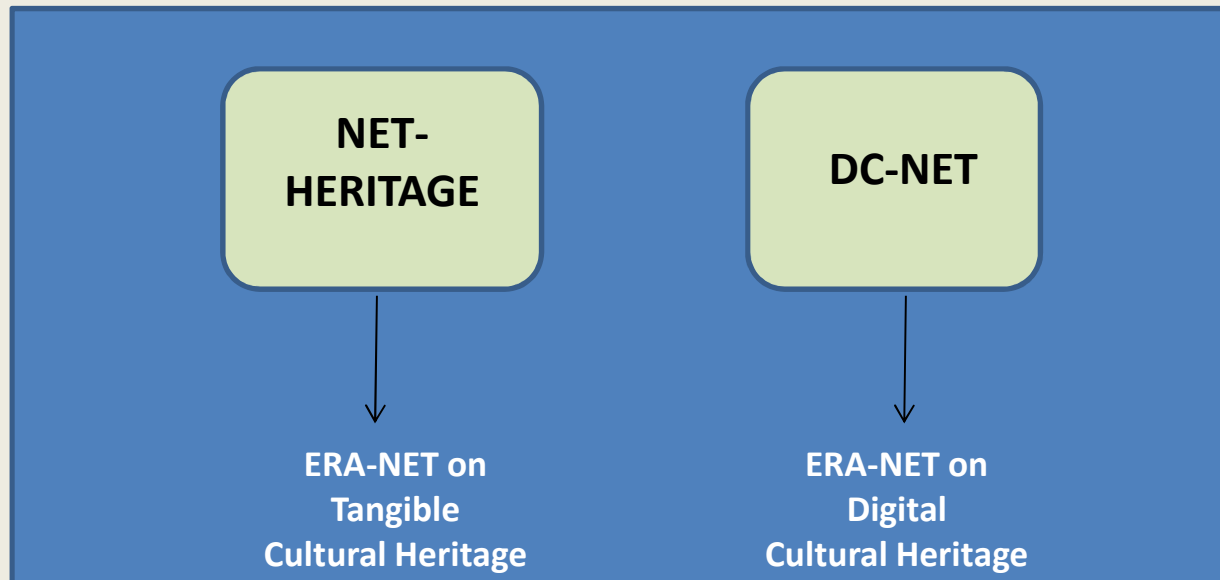 NET-
HERITAGE
DC-NET
ERA-NET on
Tangible
Cultural Heritage
ERA-NET on
Digital
Cultural Heritage